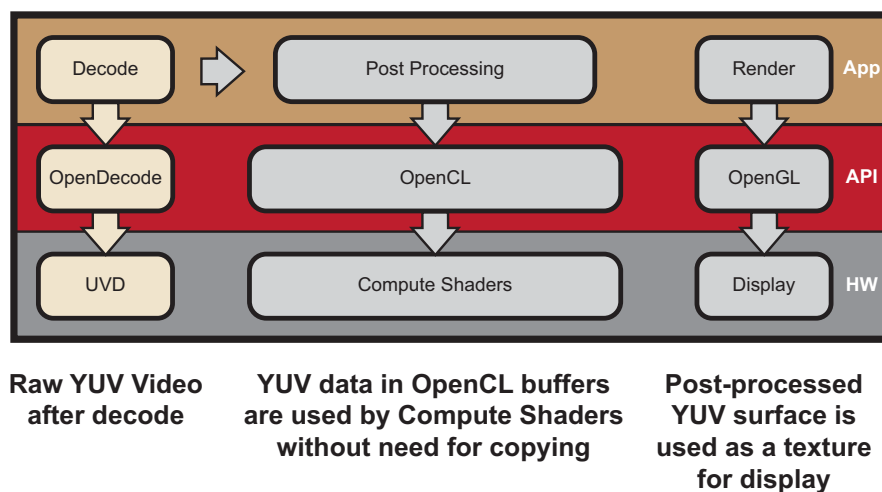 Decode
Post Processing
Render
App
OpenDecode
OpenCL
OpenGL
API
UVD
Compute Shaders
Display
HW
Raw YUV Video
after decode
YUV data in OpenCL buffers
are used by Compute Shaders
without need for copying
Post-processed
YUV surface is
used as a texture
for display